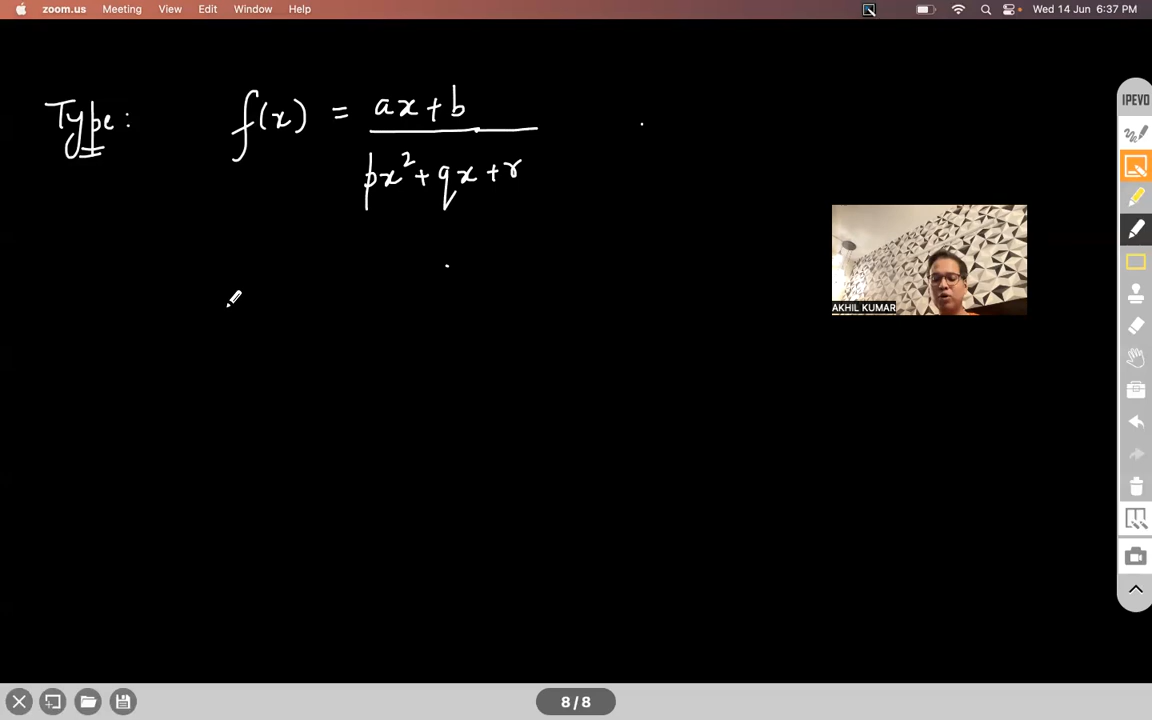 zoom.us Meeting View Edit Window Help Wed 14 Jun 6:37 PM
IPEVO
Type: f(x) = ax+b
px²+qx+r
AKHIL KUMAR
8/8